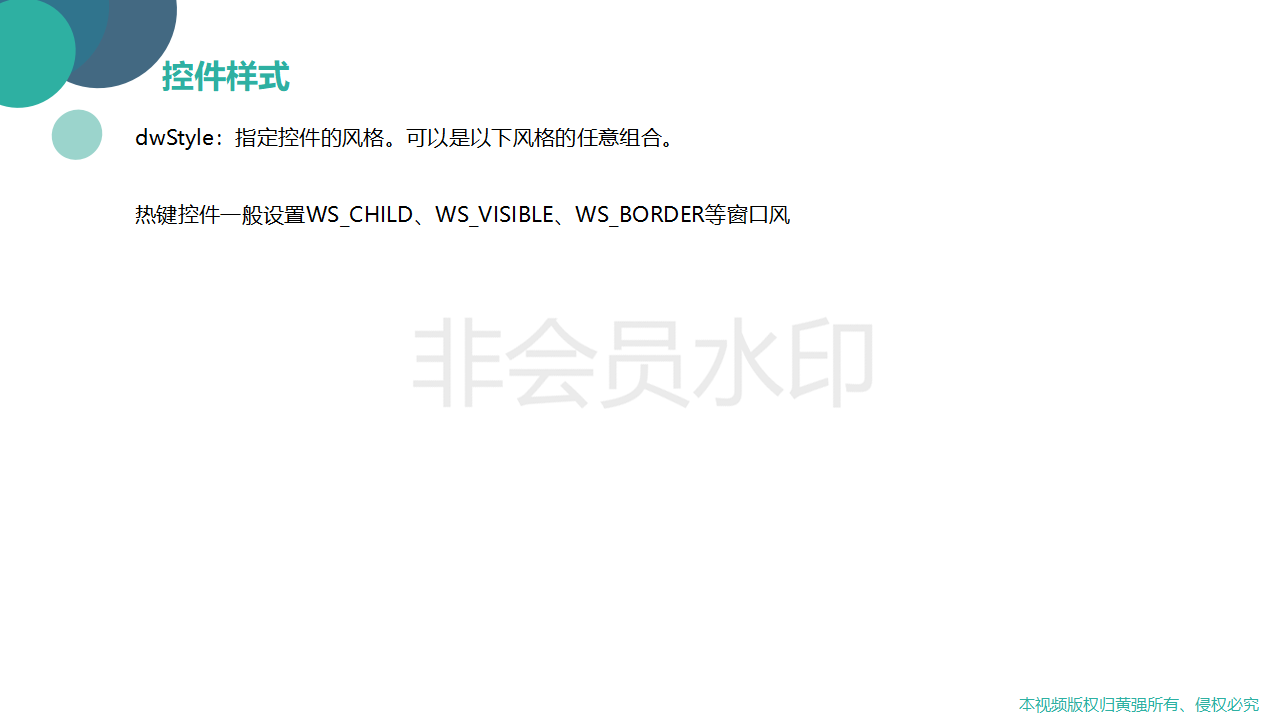 控件样式
dwStyle：指定控件的风格。可以是以下风格的任意组合。
热键控件一般设置WS_CHILD、WS_VISIBLE、WS_BORDER等窗口风
非会员水印
本视频版权归黄强所有、侵权必究